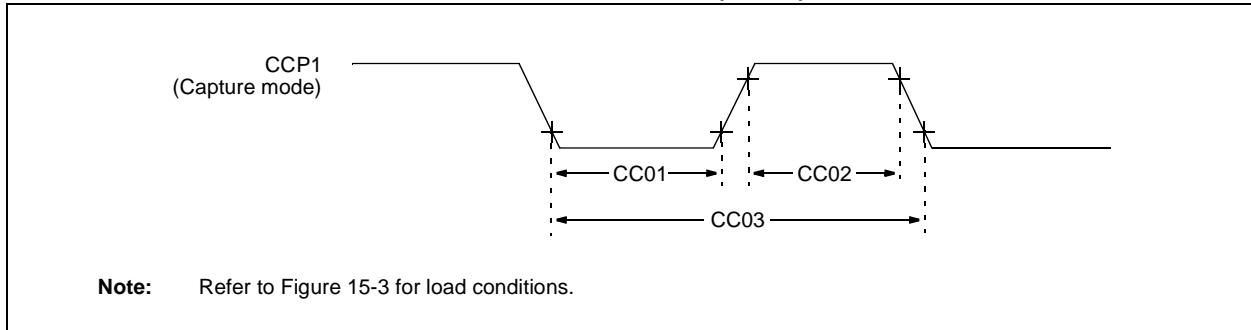 CCP1
(Capture mode)
CC01
CC02
CC03
Note: Refer to Figure 15-3 for load conditions.